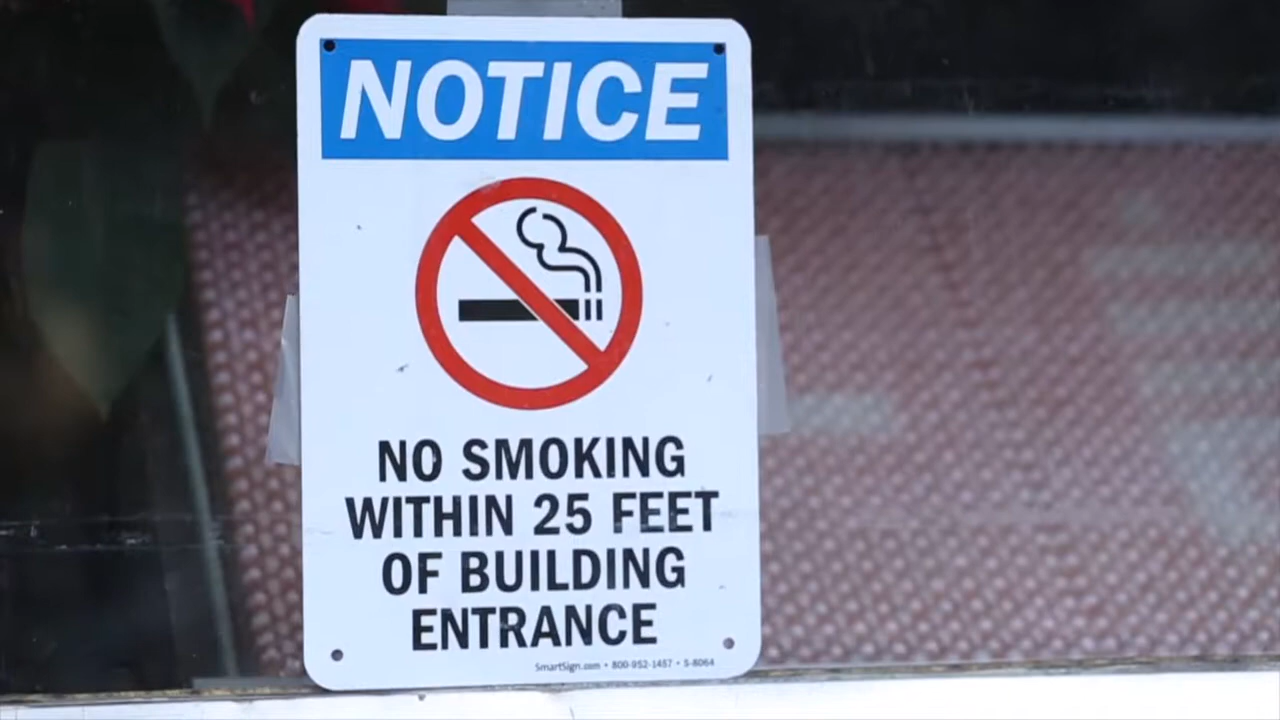 NOTICE
NO SMOKING
WITHIN 25 FEET
OF BUILDING
ENTRANCE
SmartSign.com • 800-952-1457 • S-8064